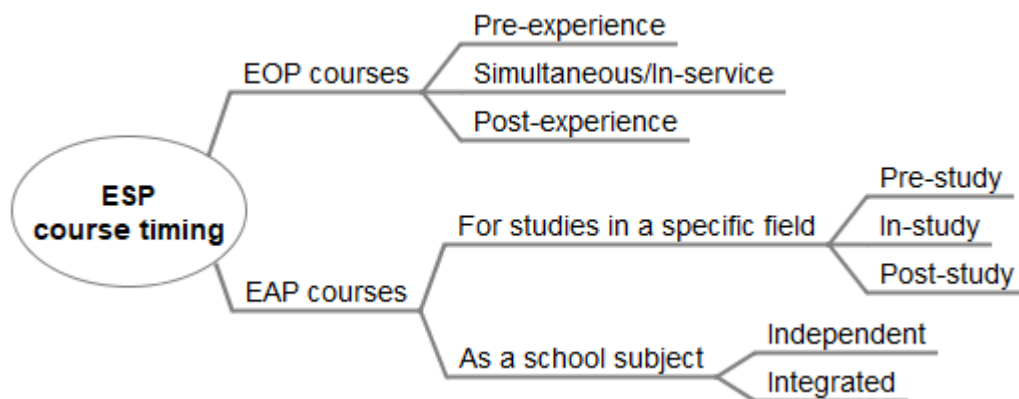 ESP
course timing
EOP courses
Pre-experience
Simultaneous/In-service
Post-experience
EAP courses
For studies in a specific field
Pre-study
In-study
Post-study
As a school subject
Independent
Integrated